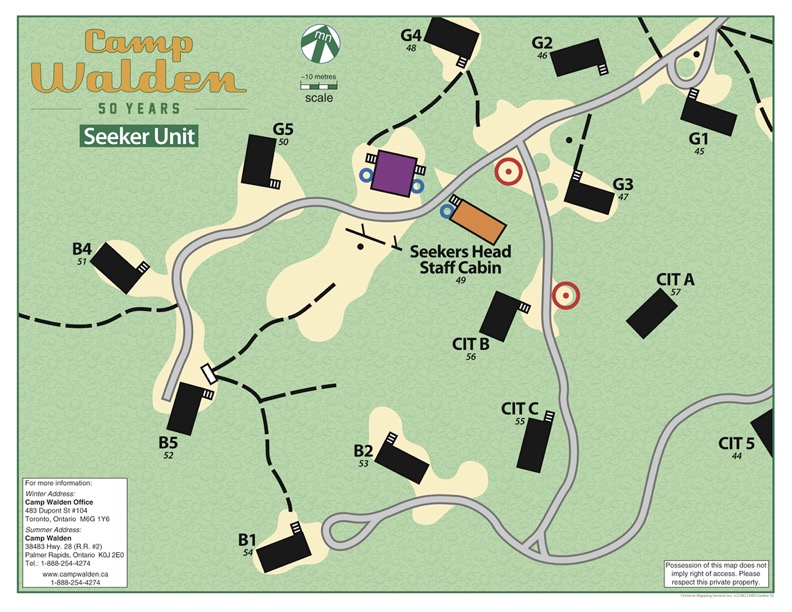 Camp
Walden
50 YEARS
Seeker Unit
mn
~10 metres
scale
G4
48
G2
46
G1
45
G5
50
G3
47
B4
51
Seekers Head
Staff Cabin
49
CIT A
57
CIT B
56
B5
52
CIT C
55
B2
53
CIT 5
44
B1
54
For more information:
Winter Address:
Camp Walden Office
483 Dupont St #104
Toronto, Ontario M6G 1Y6
Summer Address:
Camp Walden
38483 Hwy. 28 (R.R. #2)
Palmer Rapids, Ontario K0J 2E0
Tel.: 1-888-254-4274
www.campwalden.ca
1-888-254-4274
Possession of this map does not
imply right of access. Please
respect this private property.